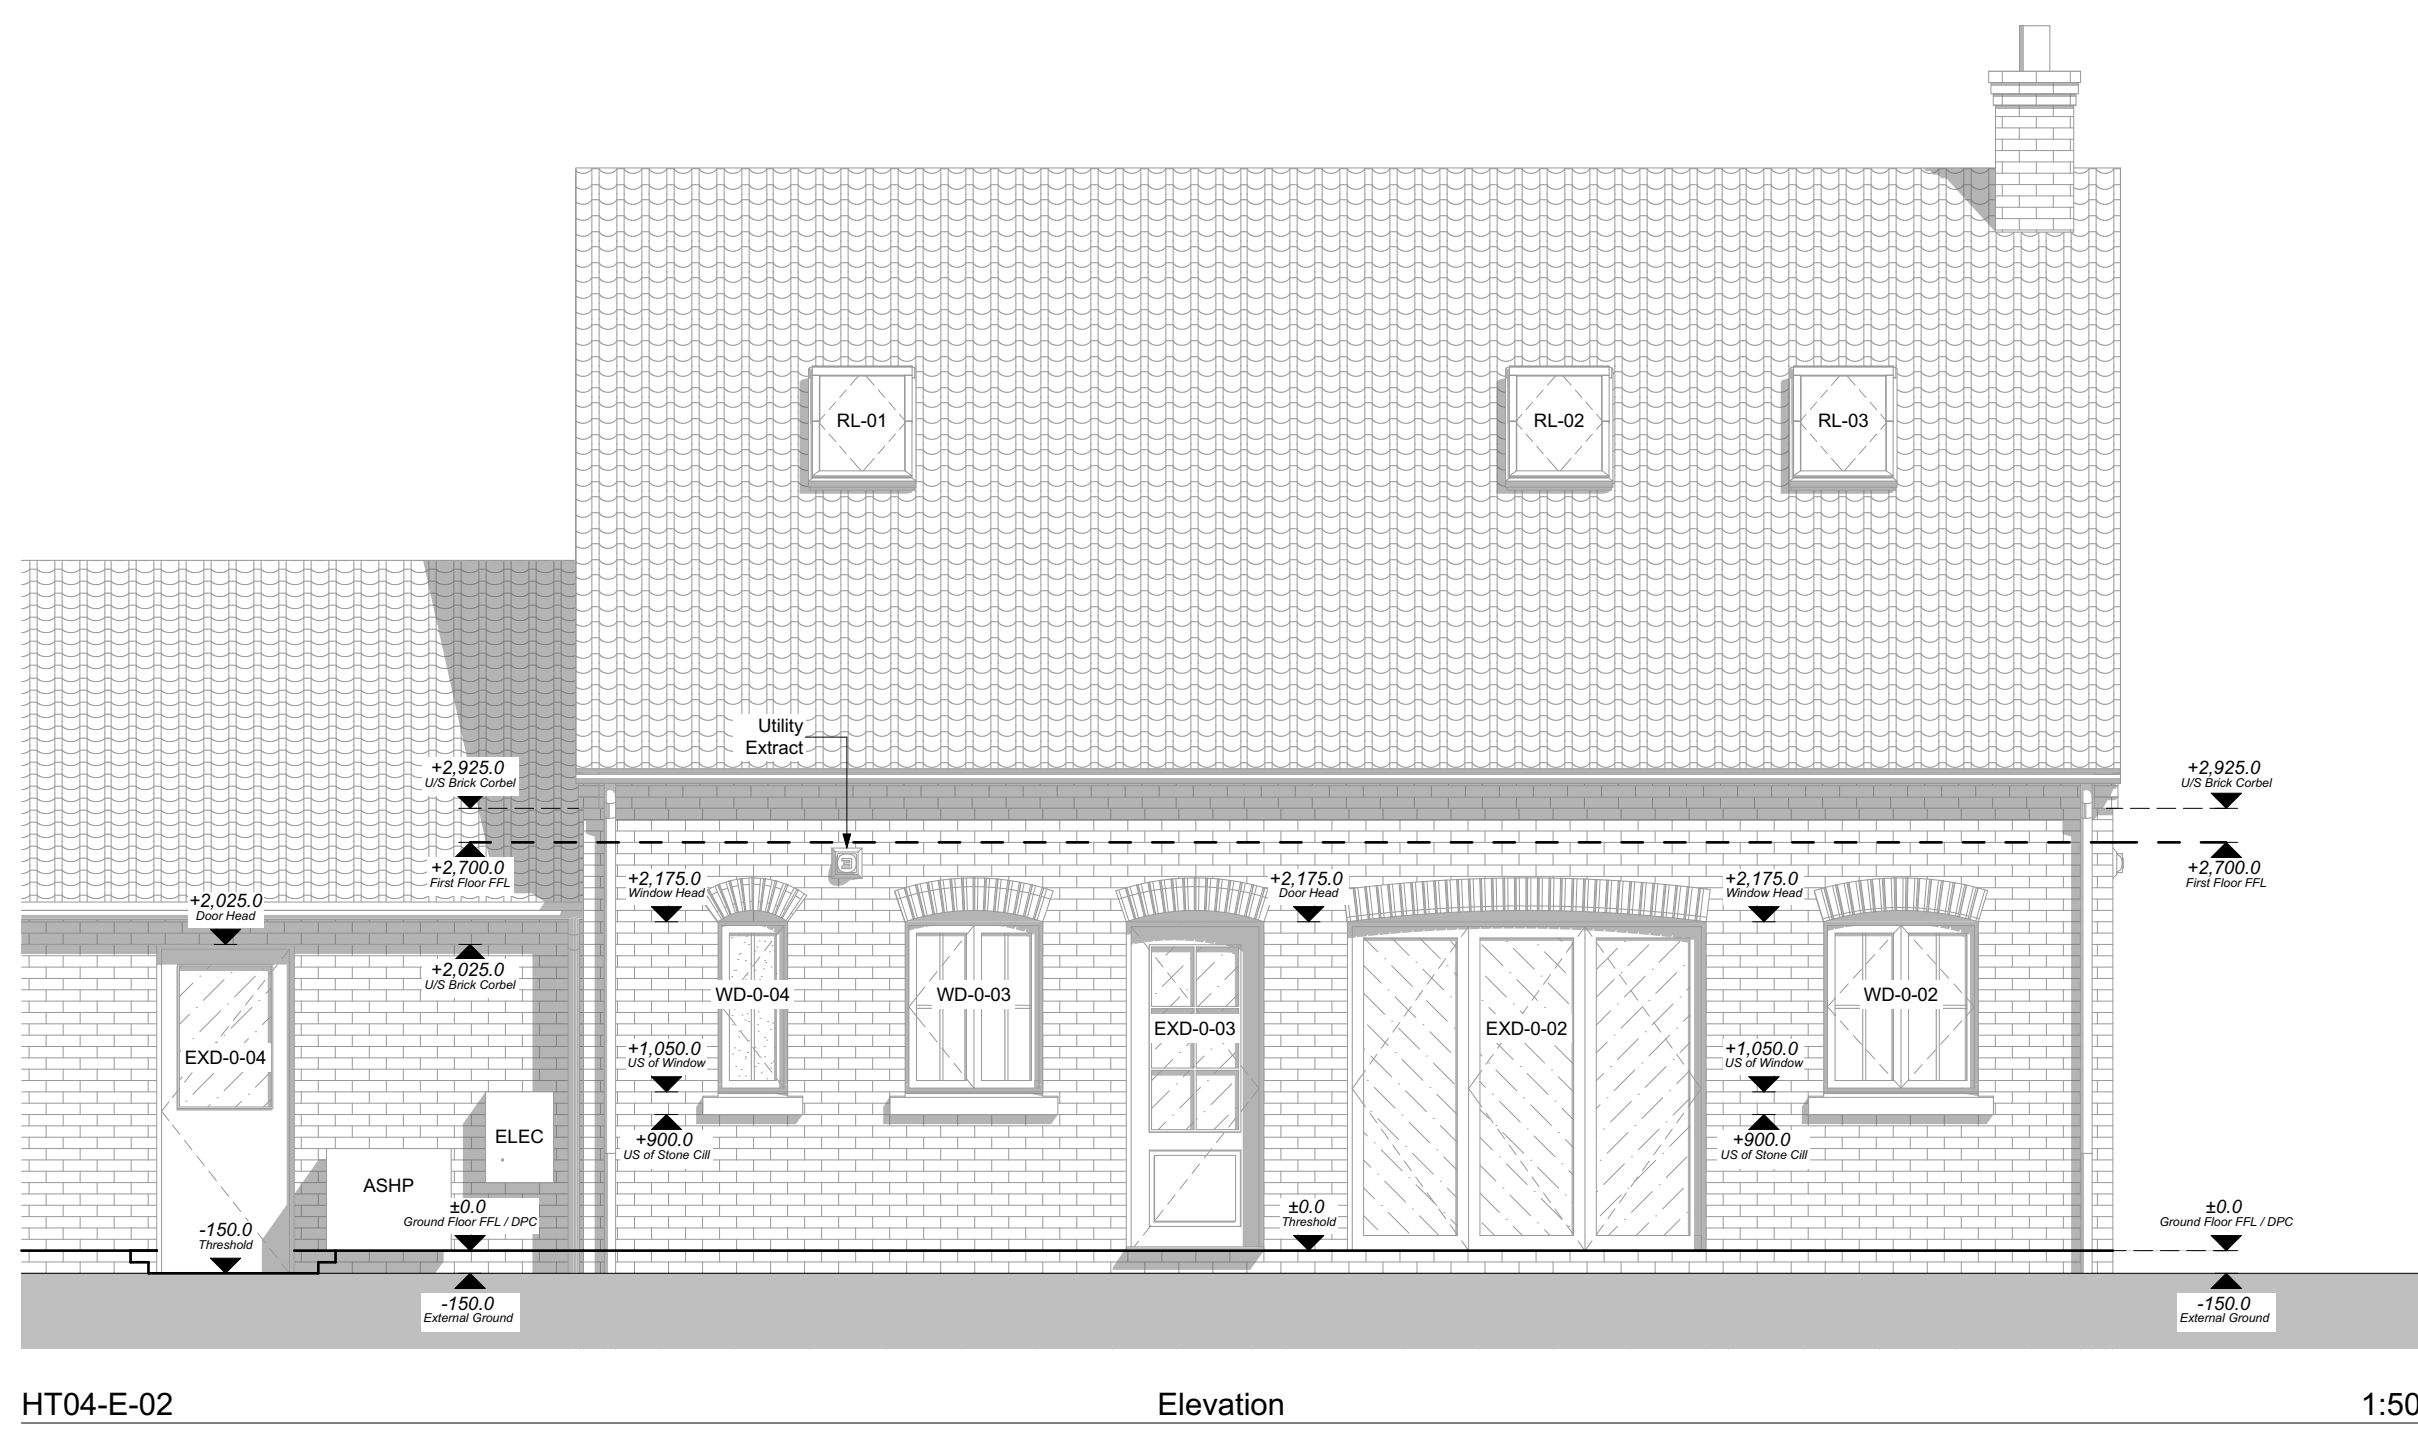 RL-01
RL-02
RL-03
Utility
Extract
+2,925.0
U/S Brick Corbel
+2,925.0
U/S Brick Corbel
+2,700.0
First Floor FFL
+2,700.0
First Floor FFL
+2,025.0
Door Head
+2,175.0
Window Head
+2,175.0
Door Head
+2,175.0
Window Head
+2,025.0
U/S Brick Corbel
WD-0-04
WD-0-03
WD-0-02
EXD-0-03
EXD-0-02
EXD-0-04
+1,050.0
US of Window
+1,050.0
US of Window
ELEC
+900.0
US of Stone Cill
+900.0
US of Stone Cill
ASHP
±0.0
Ground Floor FFL / DPC
±0.0
Threshold
±0.0
Ground Floor FFL / DPC
-150.0
Threshold
-150.0
External Ground
-150.0
External Ground
HT04-E-02
Elevation
1:50